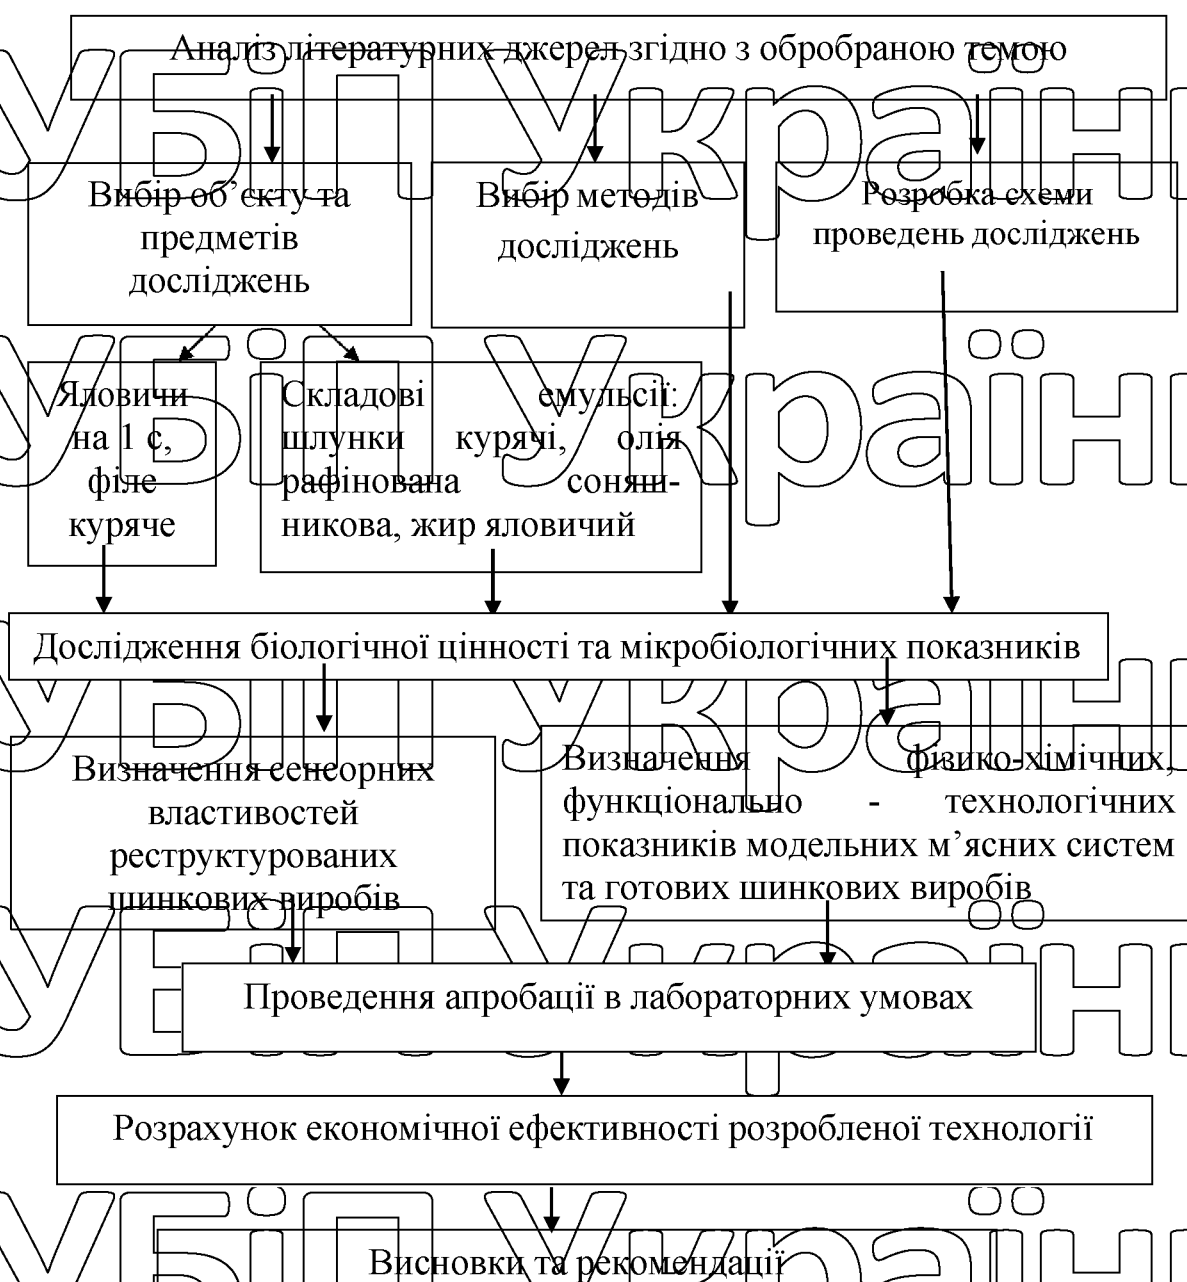 Аналіз літературних джерел згідно з обробраною темою
Вибір об’єкту та
предметів
досліджень
Вибір методів
досліджень
Розробка схеми
проведень досліджень
Яловичи
на 1 с,
філе
куряче
Складові емульсії:
шлунки курячі, олія
рафінована соняш-
никова, жир яловичий
Дослідження біологічної цінності та мікробіологічних показників
Визначення сенсорних
властивостей
реструктурованих
шинкових виробів
Визначення фізико-хімічних,
функціонально - технологічних
показників модельних м’ясних систем
та готових шинкових виробів
Проведення апробації в лабораторних умовах
Розрахунок економічної ефективності розробленої технології
Висновки та рекомендації